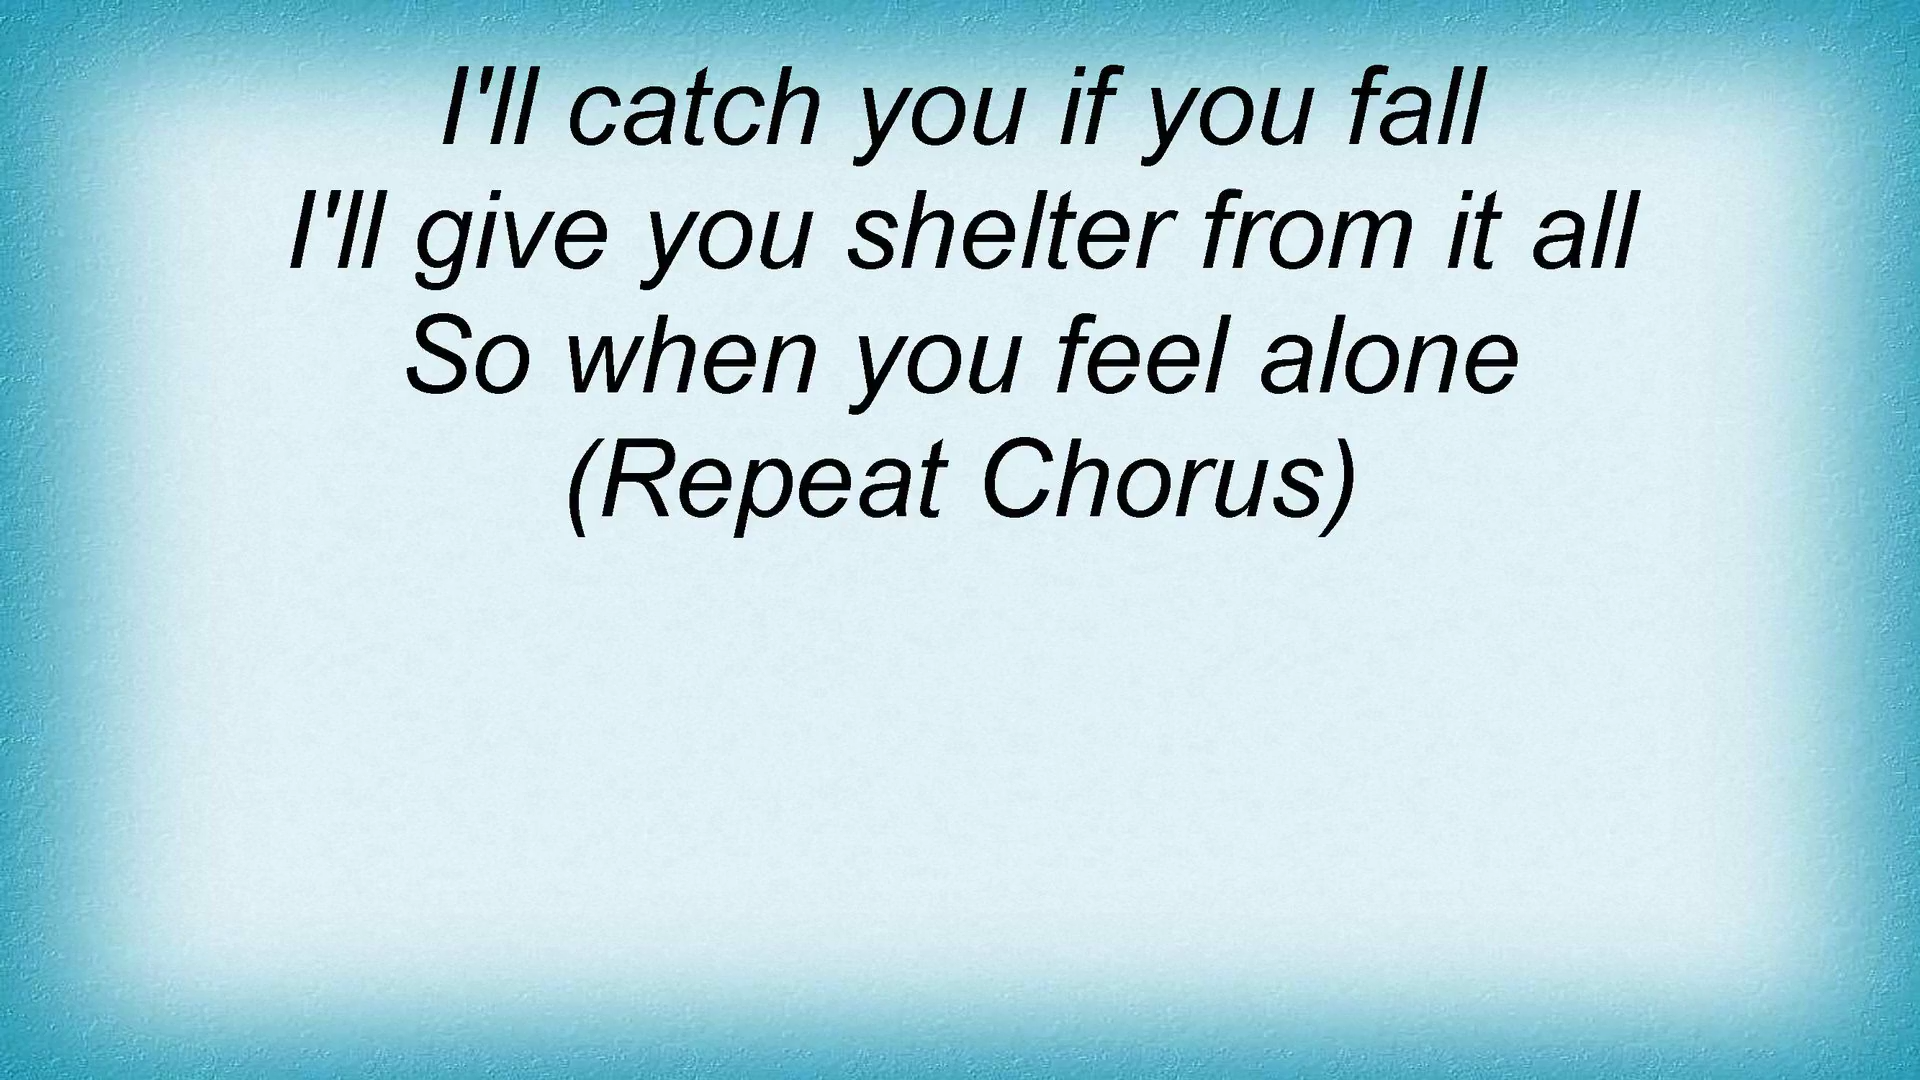 I'll catch you if you fall
I'll give you shelter from it all
So when you feel alone
(Repeat Chorus)